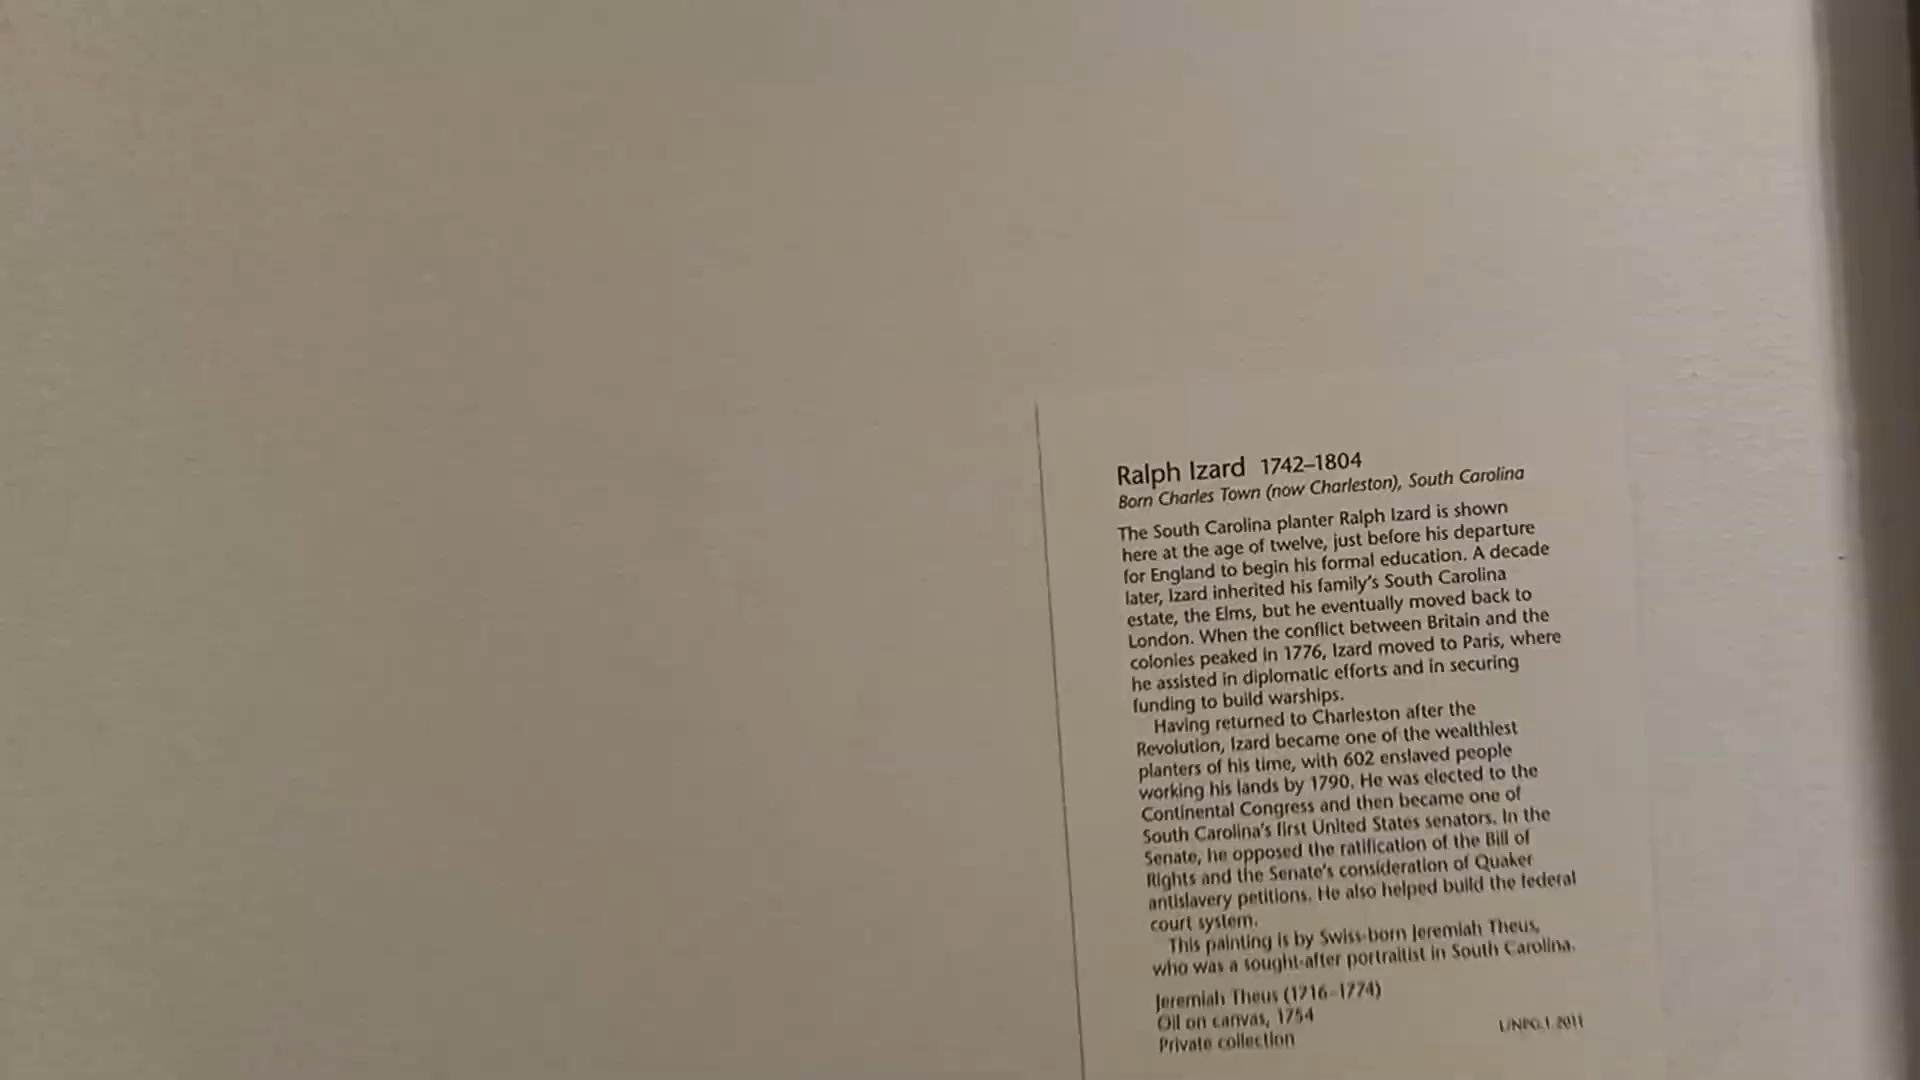 Ralph Izard 1742–1804
Born Charles Town (now Charleston), South Carolina
The South Carolina planter Ralph Izard is shown
here at the age of twelve, just before his departure
for England to begin his formal education. A decade
later, Izard inherited his family's South Carolina
estate, the Elms, but he eventually moved back to
London. When the conflict between Britain and the
colonies peaked in 1776, Izard moved to Paris, where
he assisted in diplomatic efforts and in securing
funding to build warships.
Having returned to Charleston after the
Revolution, Izard became one of the wealthiest
planters of his time, with 602 enslaved people
working his lands by 1790. He was elected to the
Continental Congress and then became one of
South Carolina's first United States senators. In the
Senate, he opposed the ratification of the Bill of
Rights and the Senate's consideration of Quaker
antislavery petitions. He also helped build the federal
court system.
This painting is by Swiss-born Jeremiah Theus,
who was a sought-after portraitist in South Carolina.
Jeremiah Theus (1716–1774)
Oil on canvas, 1754
Private collection
L/NPG.1.2011